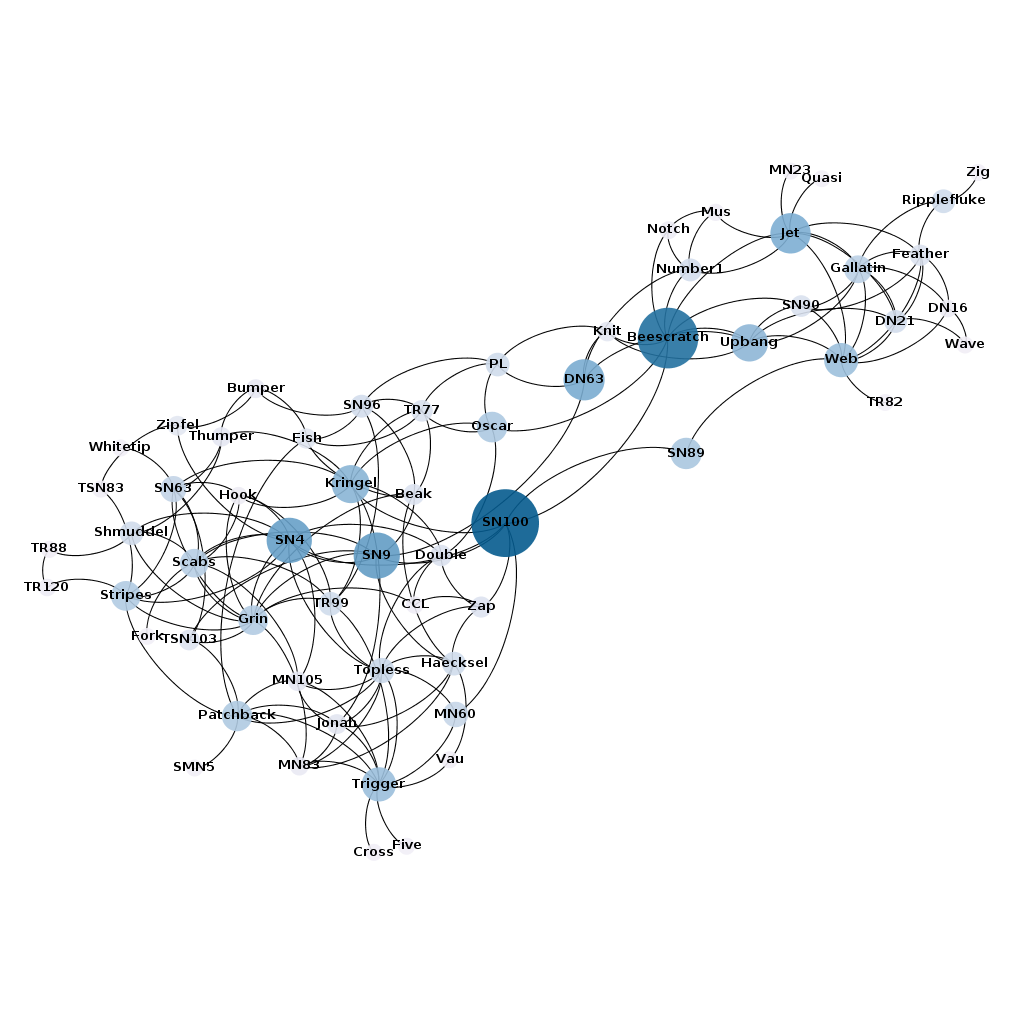 MN23
Quasi
Zig
Ripplefluke
Mus
Notch
Jet
Feather
Number1
Gallatin
SN90
DN16
DN21
Knit
Beescratch
Upbang
Wave
Web
PL
DN63
Bumper
TR82
SN96
TR77
Zipfel
Oscar
Thumper
Fish
Whitetip
SN89
Kringel
TSN83
SN63
Hook
Beak
SN100
Shmuddel
SN4
TR88
SN9
Double
Scabs
TR120
Stripes
TR99
CCL
Zap
Grin
Fork
TSN103
Haecksel
Topless
MN105
Patchback
MN60
Jonah
Vau
SMN5
MN83
Trigger
Five
Cross